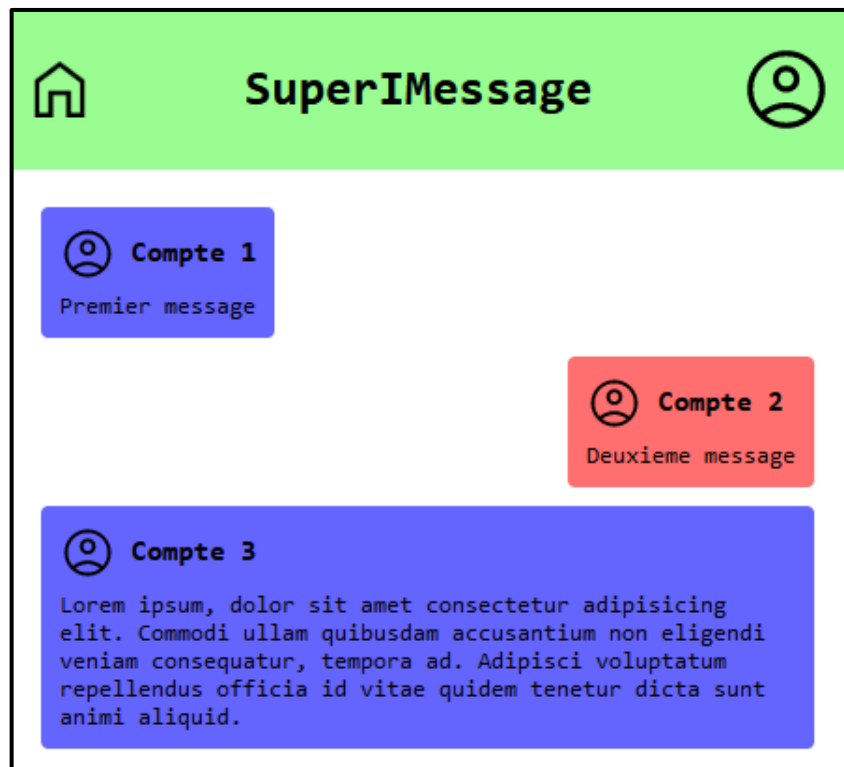 SuperIMessage
Compte 1
Premier message
Compte 2
Deuxieme message
Compte 3
Lorem ipsum, dolor sit amet consectetur adipisicing
elit. Commodi ullam quibusdam accusantium non eligendi
veniam consequatur, tempora ad. Adipisci voluptatum
repellendus officia id vitae quidem tenetur dicta sunt
animi aliquid.